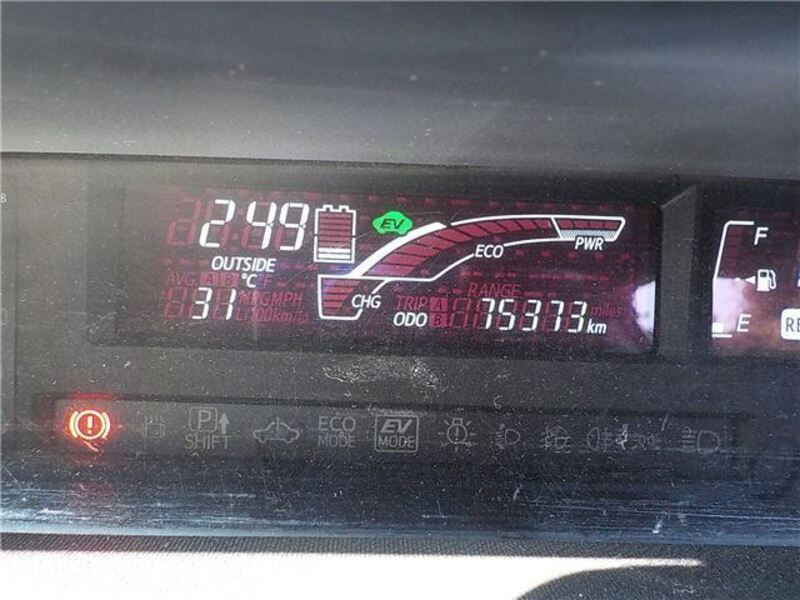 2:49
EV
F
ECO
PWR
OUTSIDE
°C
AVG A B
MPG MPH
31
L/100km/h
CHG
TRIP A
RANGE
miles
ODO B
75373 km
E
P
SHIFT
ECO
MODE
EV
MODE